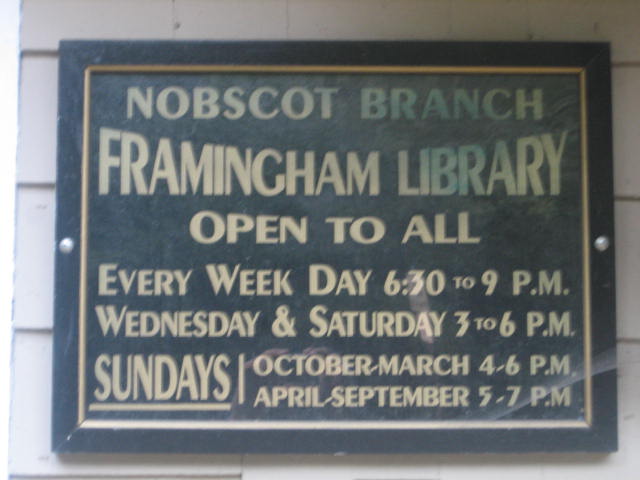 NOBSCOT BRANCH
FRAMINGHAM LIBRARY
OPEN TO ALL
EVERY WEEK DAY 6:30 TO 9 P.M.
WEDNESDAY & SATURDAY 3 TO 6 P.M.
SUNDAYS | OCTOBER-MARCH 4-6 P.M.
APRIL-SEPTEMBER 5-7 P.M